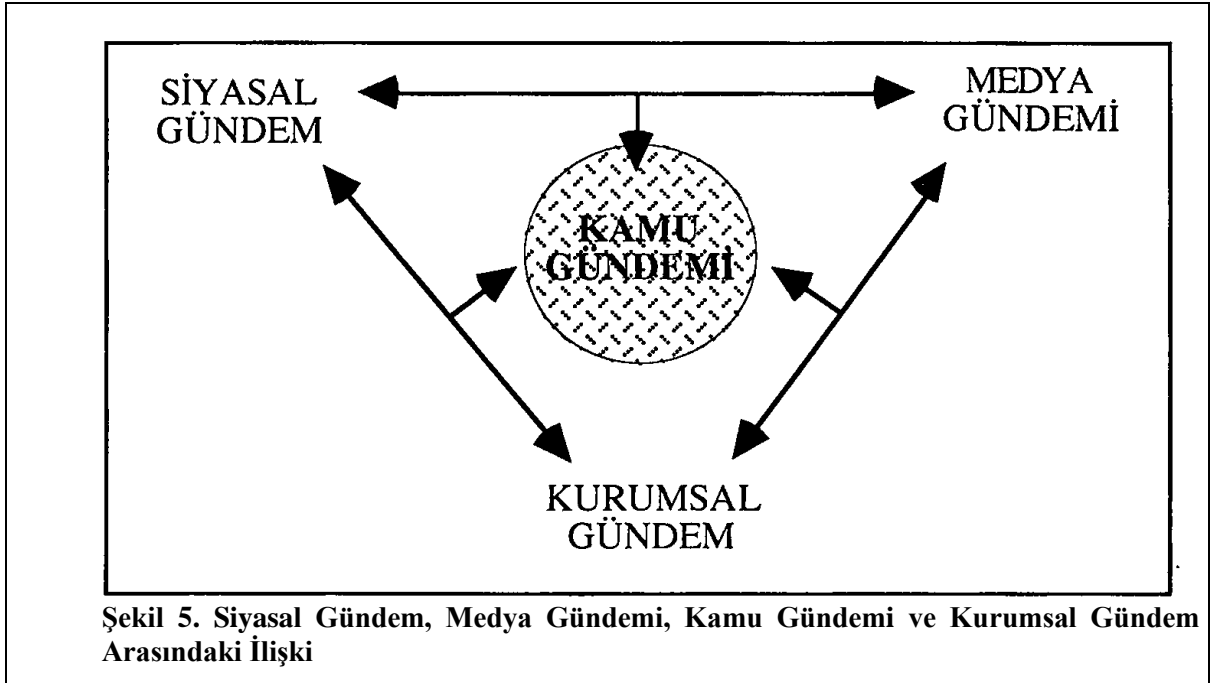 SİYASAL
GÜNDEM
MEDYA
GÜNDEMİ
KAMU
GÜNDEMİ
KURUMSAL
GÜNDEM
Şekil 5. Siyasal Gündem, Medya Gündemi, Kamu Gündemi ve Kurumsal Gündem
Arasındaki İlişki